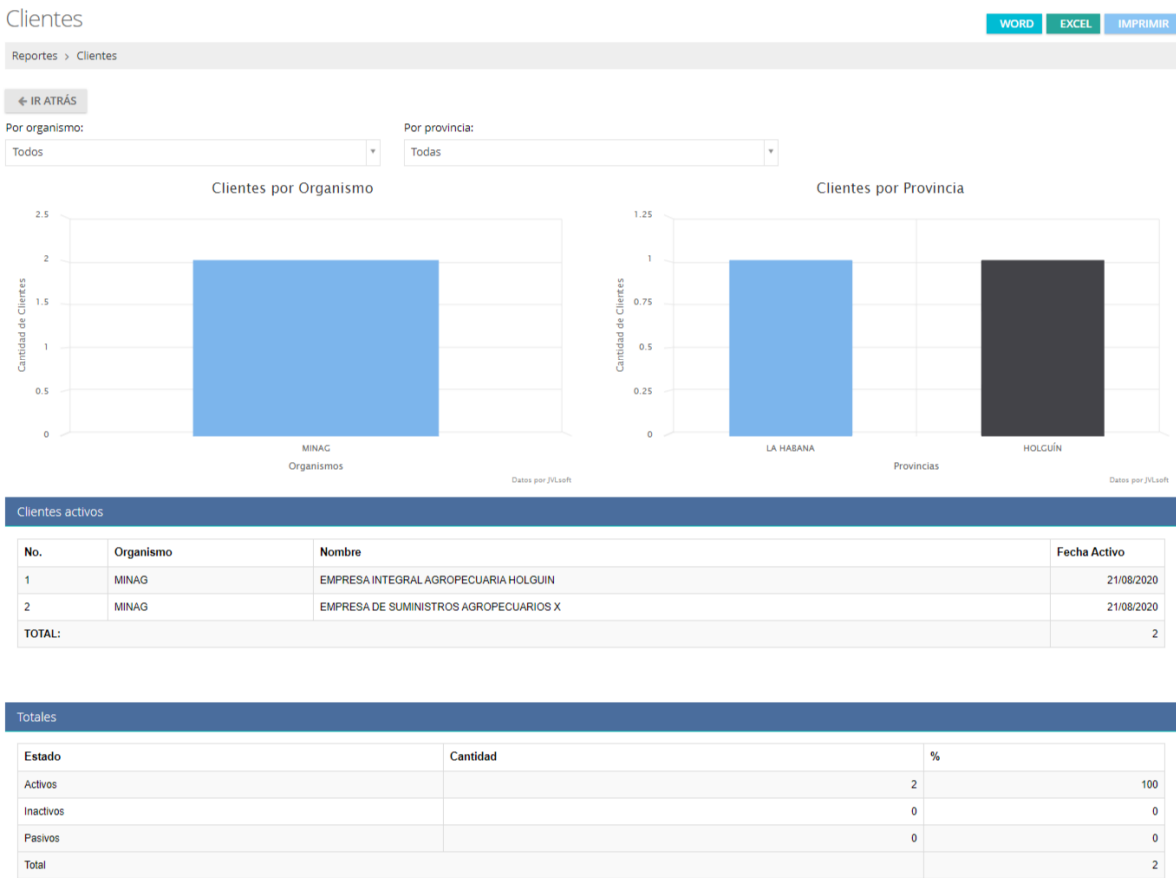 Clientes
WORD EXCEL IMPRIMIR
Reportes > Clientes
← IR ATRÁS
Por organismo: Por provincia:
Todos Todas
Clientes por Organismo
2.5
2
1.5
1
0.5
0
Cantidad de Clientes
MINAG
Organismos
Datos por JVLsoft
Clientes por Provincia
1.25
1
0.75
0.5
0.25
0
Cantidad de Clientes
LA HABANA HOLGUÍN
Provincias
Datos por JVLsoft
Clientes activos
No. Organismo Nombre Fecha Activo
1 MINAG EMPRESA INTEGRAL AGROPECUARIA HOLGUIN 21/08/2020
2 MINAG EMPRESA DE SUMINISTROS AGROPECUARIOS X 21/08/2020
TOTAL: 2
Totales
Estado Cantidad %
Activos 2 100
Inactivos 0 0
Pasivos 0 0
Total 2